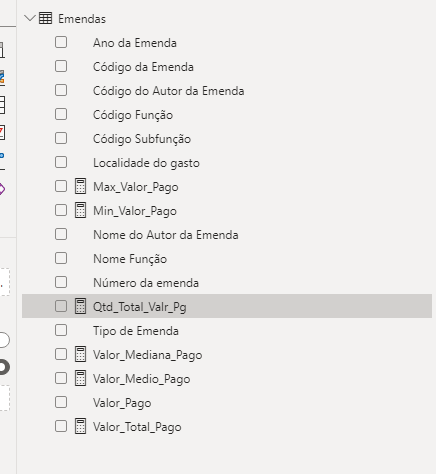 Emendas
Ano da Emenda
Código da Emenda
Código do Autor da Emenda
Código Função
Código Subfunção
Localidade do gasto
Max_Valor_Pago
Min_Valor_Pago
Nome do Autor da Emenda
Nome Função
Número da emenda
Qtd_Total_Valr_Pg
Tipo de Emenda
Valor_Mediana_Pago
Valor_Medio_Pago
Valor_Pago
Valor_Total_Pago